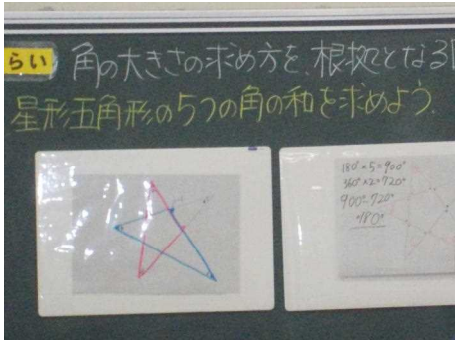 らい
角の大きさの求め方を、根拠となる
星形五角形の5つの角の和を求めよう。
180°×5=900°
360°×2=720°
900°-720°
180°